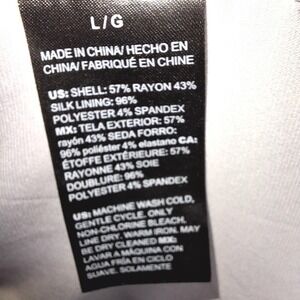 L / G
MADE IN CHINA/ HECHO EN
CHINA/ FABRIQUÉ EN CHINE
US: SHELL: 57% RAYON 43%
SILK LINING: 96%
POLYESTER 4% SPANDEX
MX: TELA EXTERIOR: 57%
rayón 43% SEDA FORRO:
96% poliéster 4% elastano CA:
ÉTOFFE EXTÉRIEURE: 57%
RAYONNE 43% SOIE
DOUBLURE: 96%
POLYESTER 4% SPANDEX
US: MACHINE WASH COLD,
GENTLE CYCLE. ONLY
NON-CHLORINE BLEACH,
LINE DRY. WARM IRON. MAY
BE DRY CLEANED MX:
LAVAR A MÁQUINA CON
AGUA FRÍA EN CICLO
SUAVE. SOLAMENTE